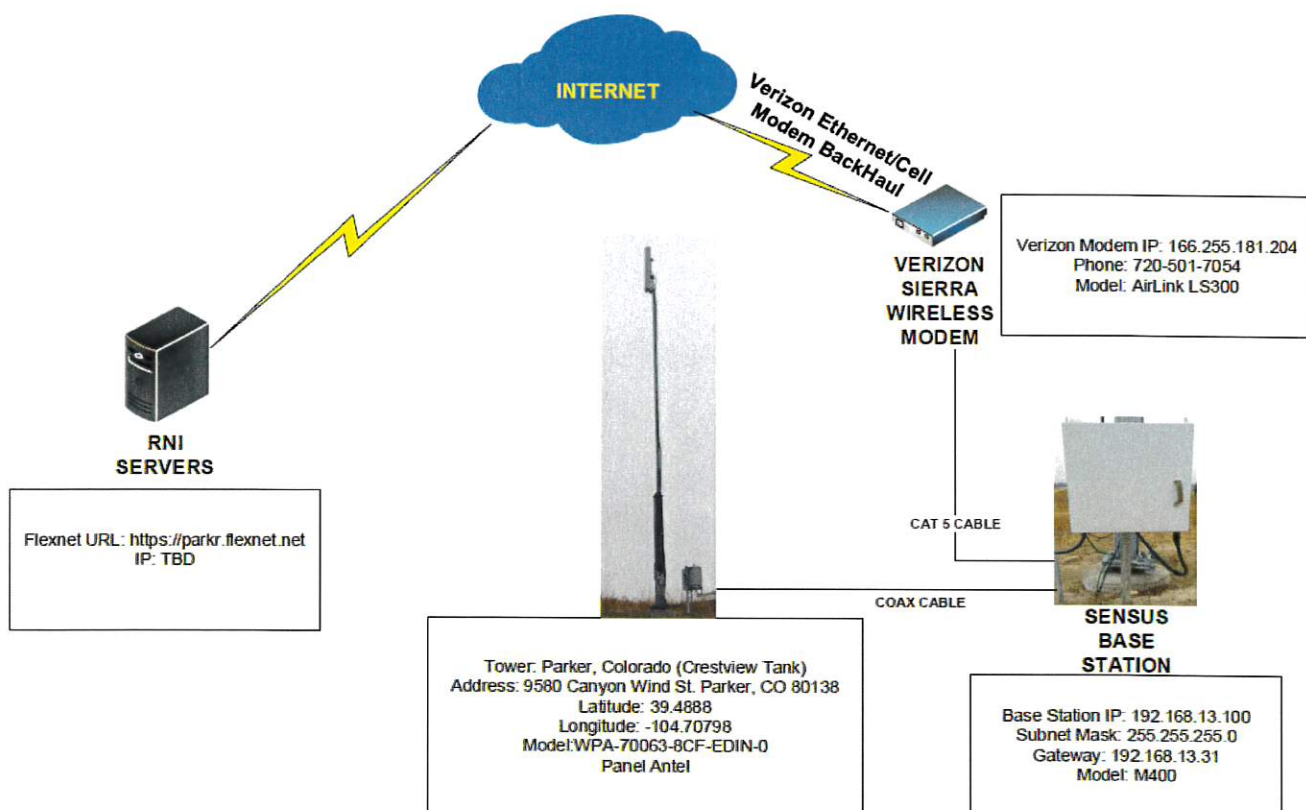 INTERNET
Verizon Ethernet/Cell
Modem BackHaul
VERIZON
SIERRA
WIRELESS
MODEM
Verizon Modem IP: 166.255.181.204
Phone: 720-501-7054
Model: AirLink LS300
RNI
SERVERS
Flexnet URL: https://parkr.flexnet.net
IP: TBD
CAT 5 CABLE
COAX CABLE
SENSUS
BASE
STATION
Tower: Parker, Colorado (Crestview Tank)
Address: 9580 Canyon Wind St. Parker, CO 80138
Latitude: 39.4888
Longitude: -104.70798
Model:WPA-70063-8CF-EDIN-0
Panel Antel
Base Station IP: 192.168.13.100
Subnet Mask: 255.255.255.0
Gateway: 192.168.13.31
Model: M400